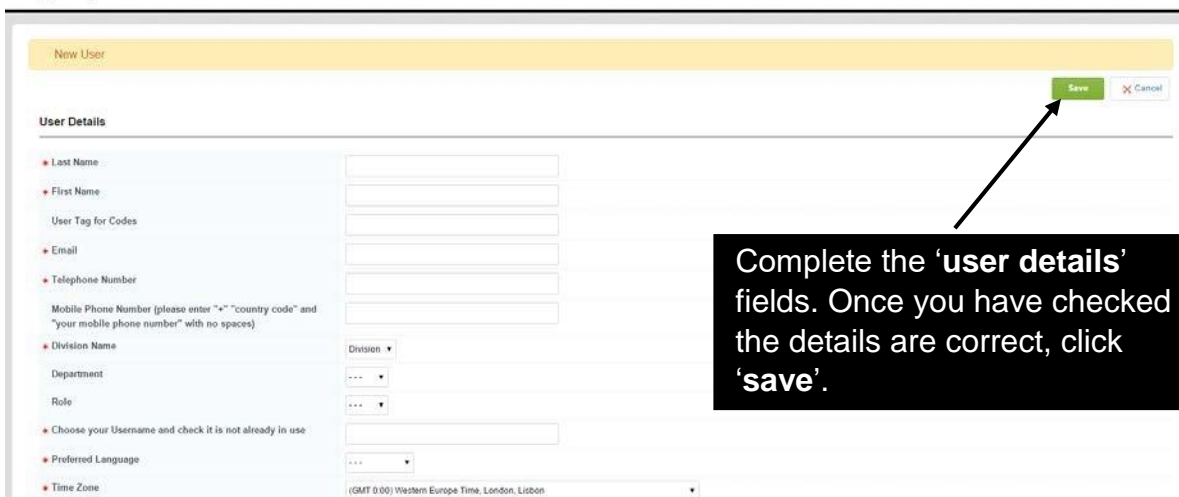 New User
Save
Cancel
User Details
* Last Name
* First Name
User Tag for Codes
* Email
* Telephone Number
Mobile Phone Number (please enter "+" "country code" and
"your mobile phone number" with no spaces)
* Division Name
Division
Department
---
Role
---
* Choose your Username and check it is not already in use
* Preferred Language
---
* Time Zone
(GMT 0:00) Western Europe Time, London, Lisbon
Complete the ‘user details’
fields. Once you have checked
the details are correct, click
‘save’.